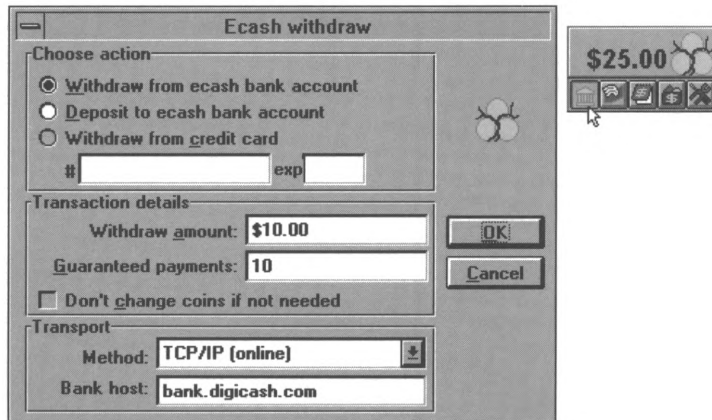 Ecash withdraw
Choose action
Withdraw from ecash bank account
Deposit to ecash bank account
Withdraw from credit card
# exp
Transaction details
Withdraw amount: $10.00
Guaranteed payments: 10
Don't change coins if not needed
Transport
Method: TCP/IP (online)
Bank host: bank.digicash.com
OK
Cancel
$25.00